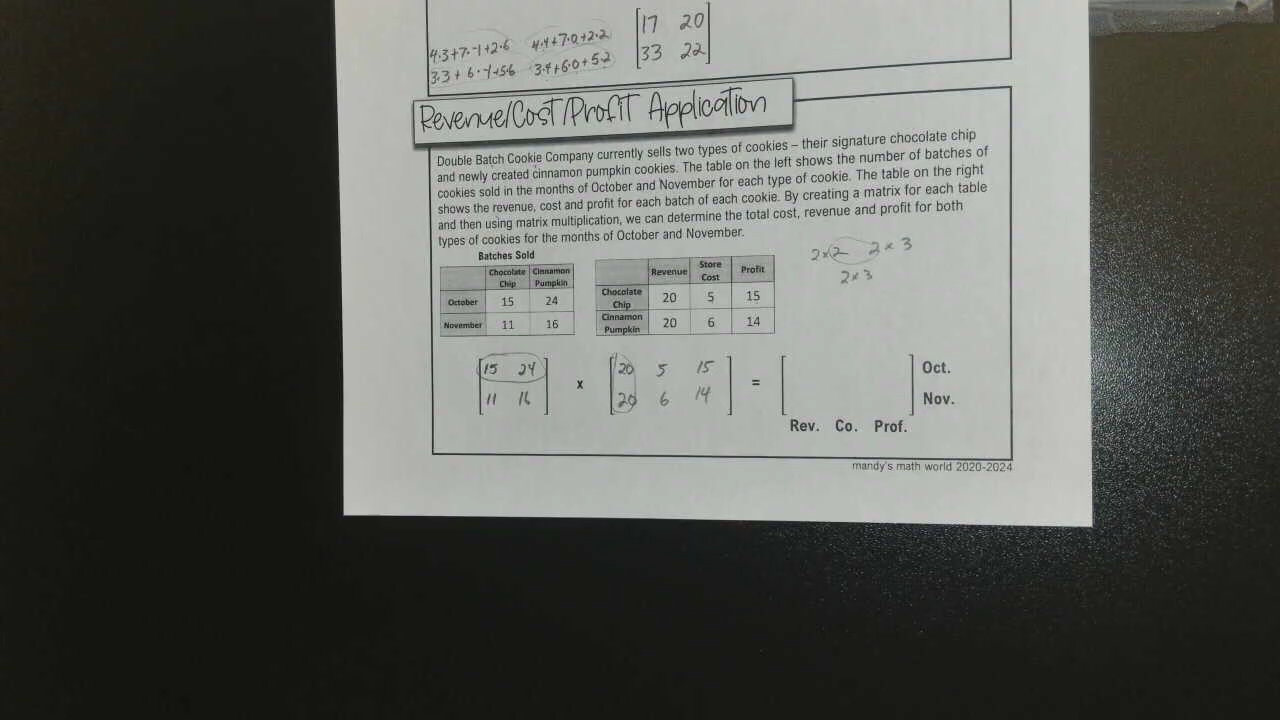 [17 20]
4·3+7·-1+2·6 4·4+7·0+2·2
[33 22]
3·3 + 6·-1+5·6 3·4+6·0+5·2
Revenue/Cost/Profit Application
Double Batch Cookie Company currently sells two types of cookies – their signature chocolate chip
and newly created cinnamon pumpkin cookies. The table on the left shows the number of batches of
cookies sold in the months of October and November for each type of cookie. The table on the right
shows the revenue, cost and profit for each batch of each cookie. By creating a matrix for each table
and then using matrix multiplication, we can determine the total cost, revenue and profit for both
types of cookies for the months of October and November.
2×2 2×3
2×3
Batches Sold
Chocolate Chip Cinnamon Pumpkin
October 15 24
November 11 16
Revenue Store Cost Profit
Chocolate Chip 20 5 15
Cinnamon Pumpkin 20 6 14
[15 24] x [20 5 15] = [ ] Oct.
[11 16] [20 6 14] Nov.
Rev. Co. Prof.
mandy's math world 2020-2024